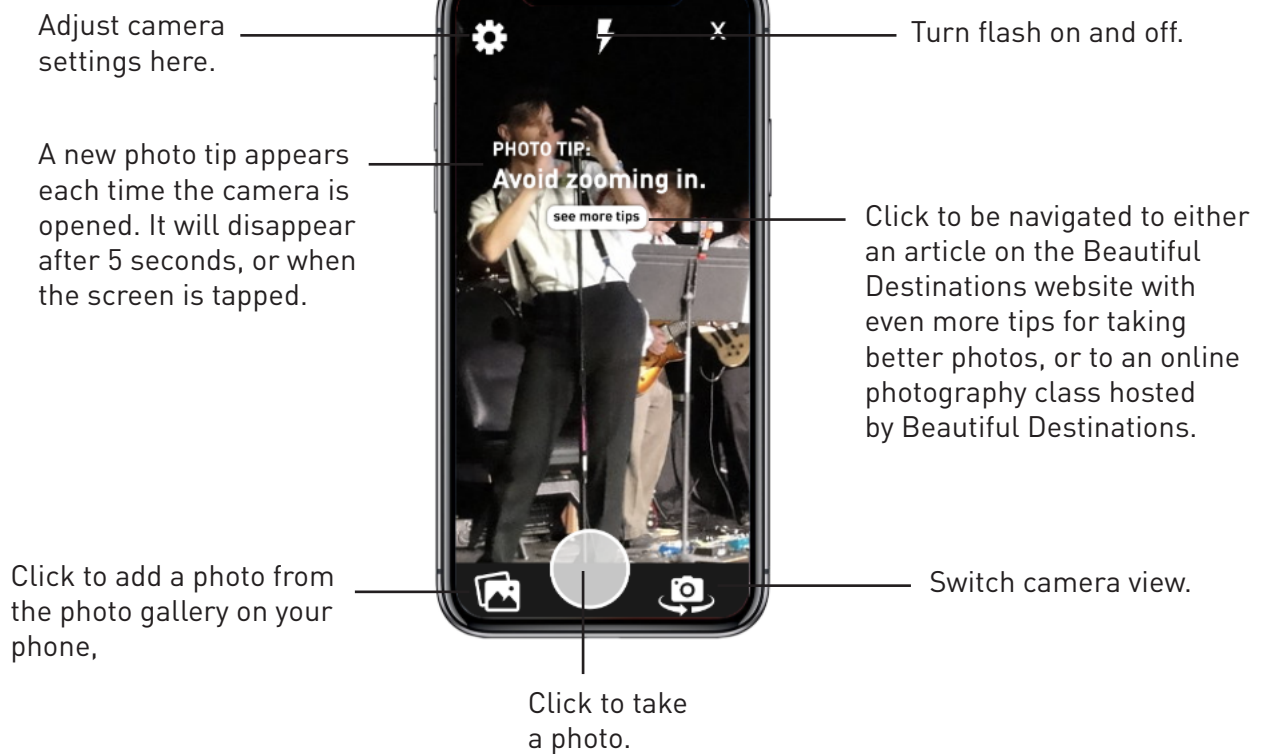 Adjust camera
settings here.
X
Turn flash on and off.
A new photo tip appears
each time the camera is
opened. It will disappear
after 5 seconds, or when
the screen is tapped.
PHOTO TIP:
Avoid zooming in.
see more tips
Click to be navigated to either
an article on the Beautiful
Destinations website with
even more tips for taking
better photos, or to an online
photography class hosted
by Beautiful Destinations.
Click to add a photo from
the photo gallery on your
phone,
Switch camera view.
Click to take
a photo.